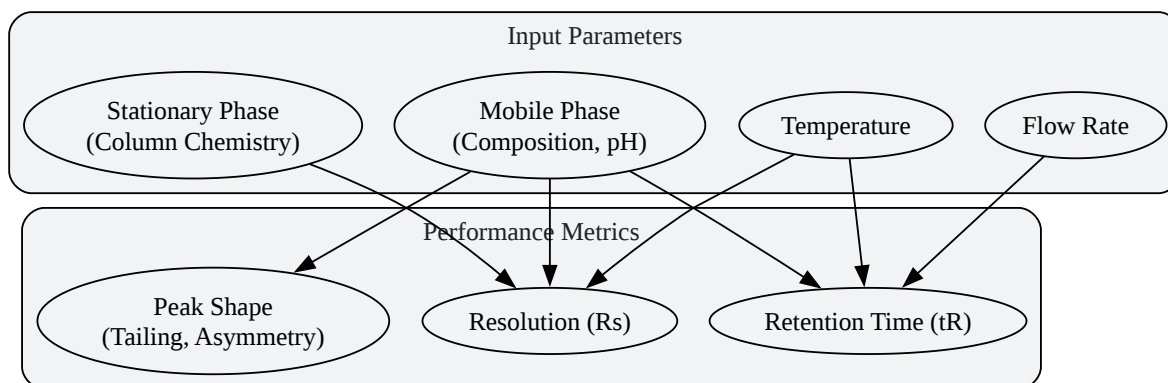 Input Parameters
Stationary Phase
(Column Chemistry)
Mobile Phase
(Composition, pH)
Temperature
Flow Rate
Performance Metrics
Peak Shape
(Tailing, Asymmetry)
Resolution (Rs)
Retention Time (tR)